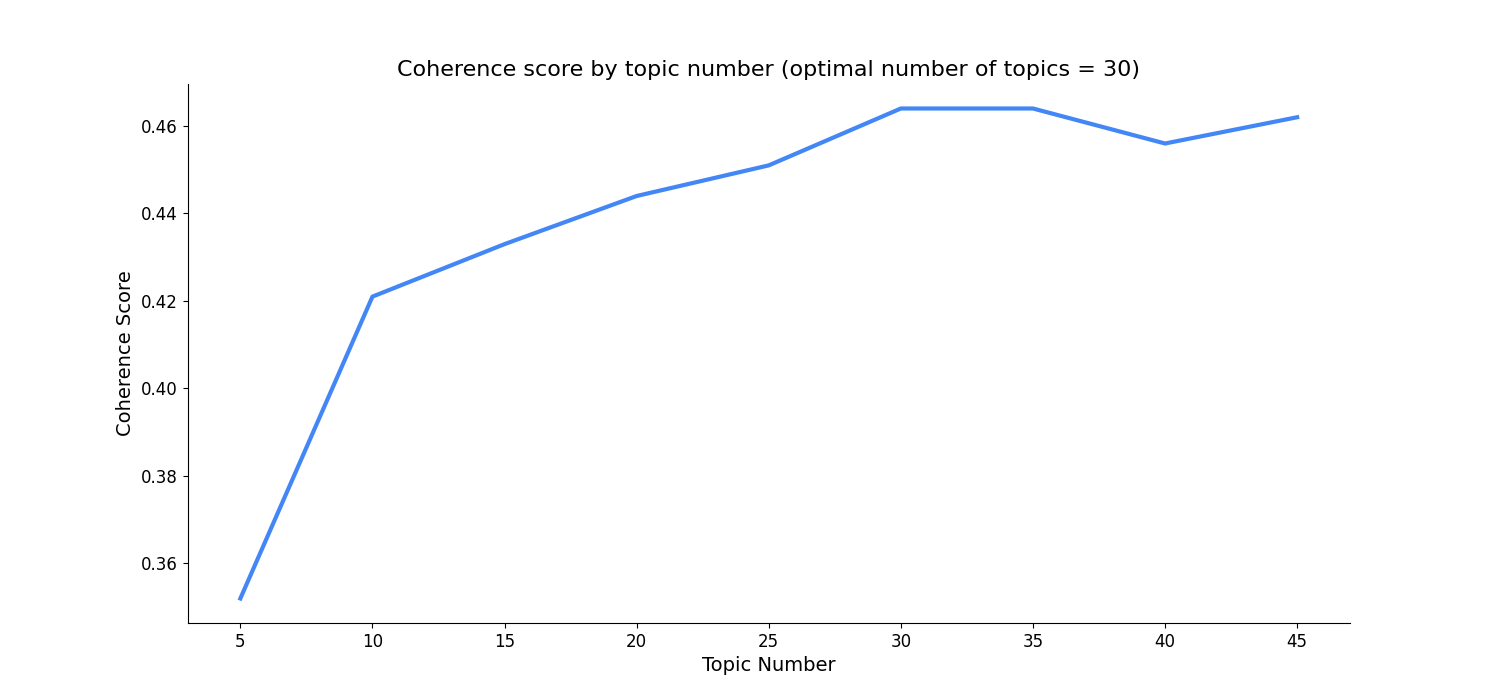 Coherence score by topic number (optimal number of topics = 30)
0.46
0.44
0.42
0.40
0.38
0.36
Coherence Score
5 10 15 20 25 30 35 40 45
Topic Number